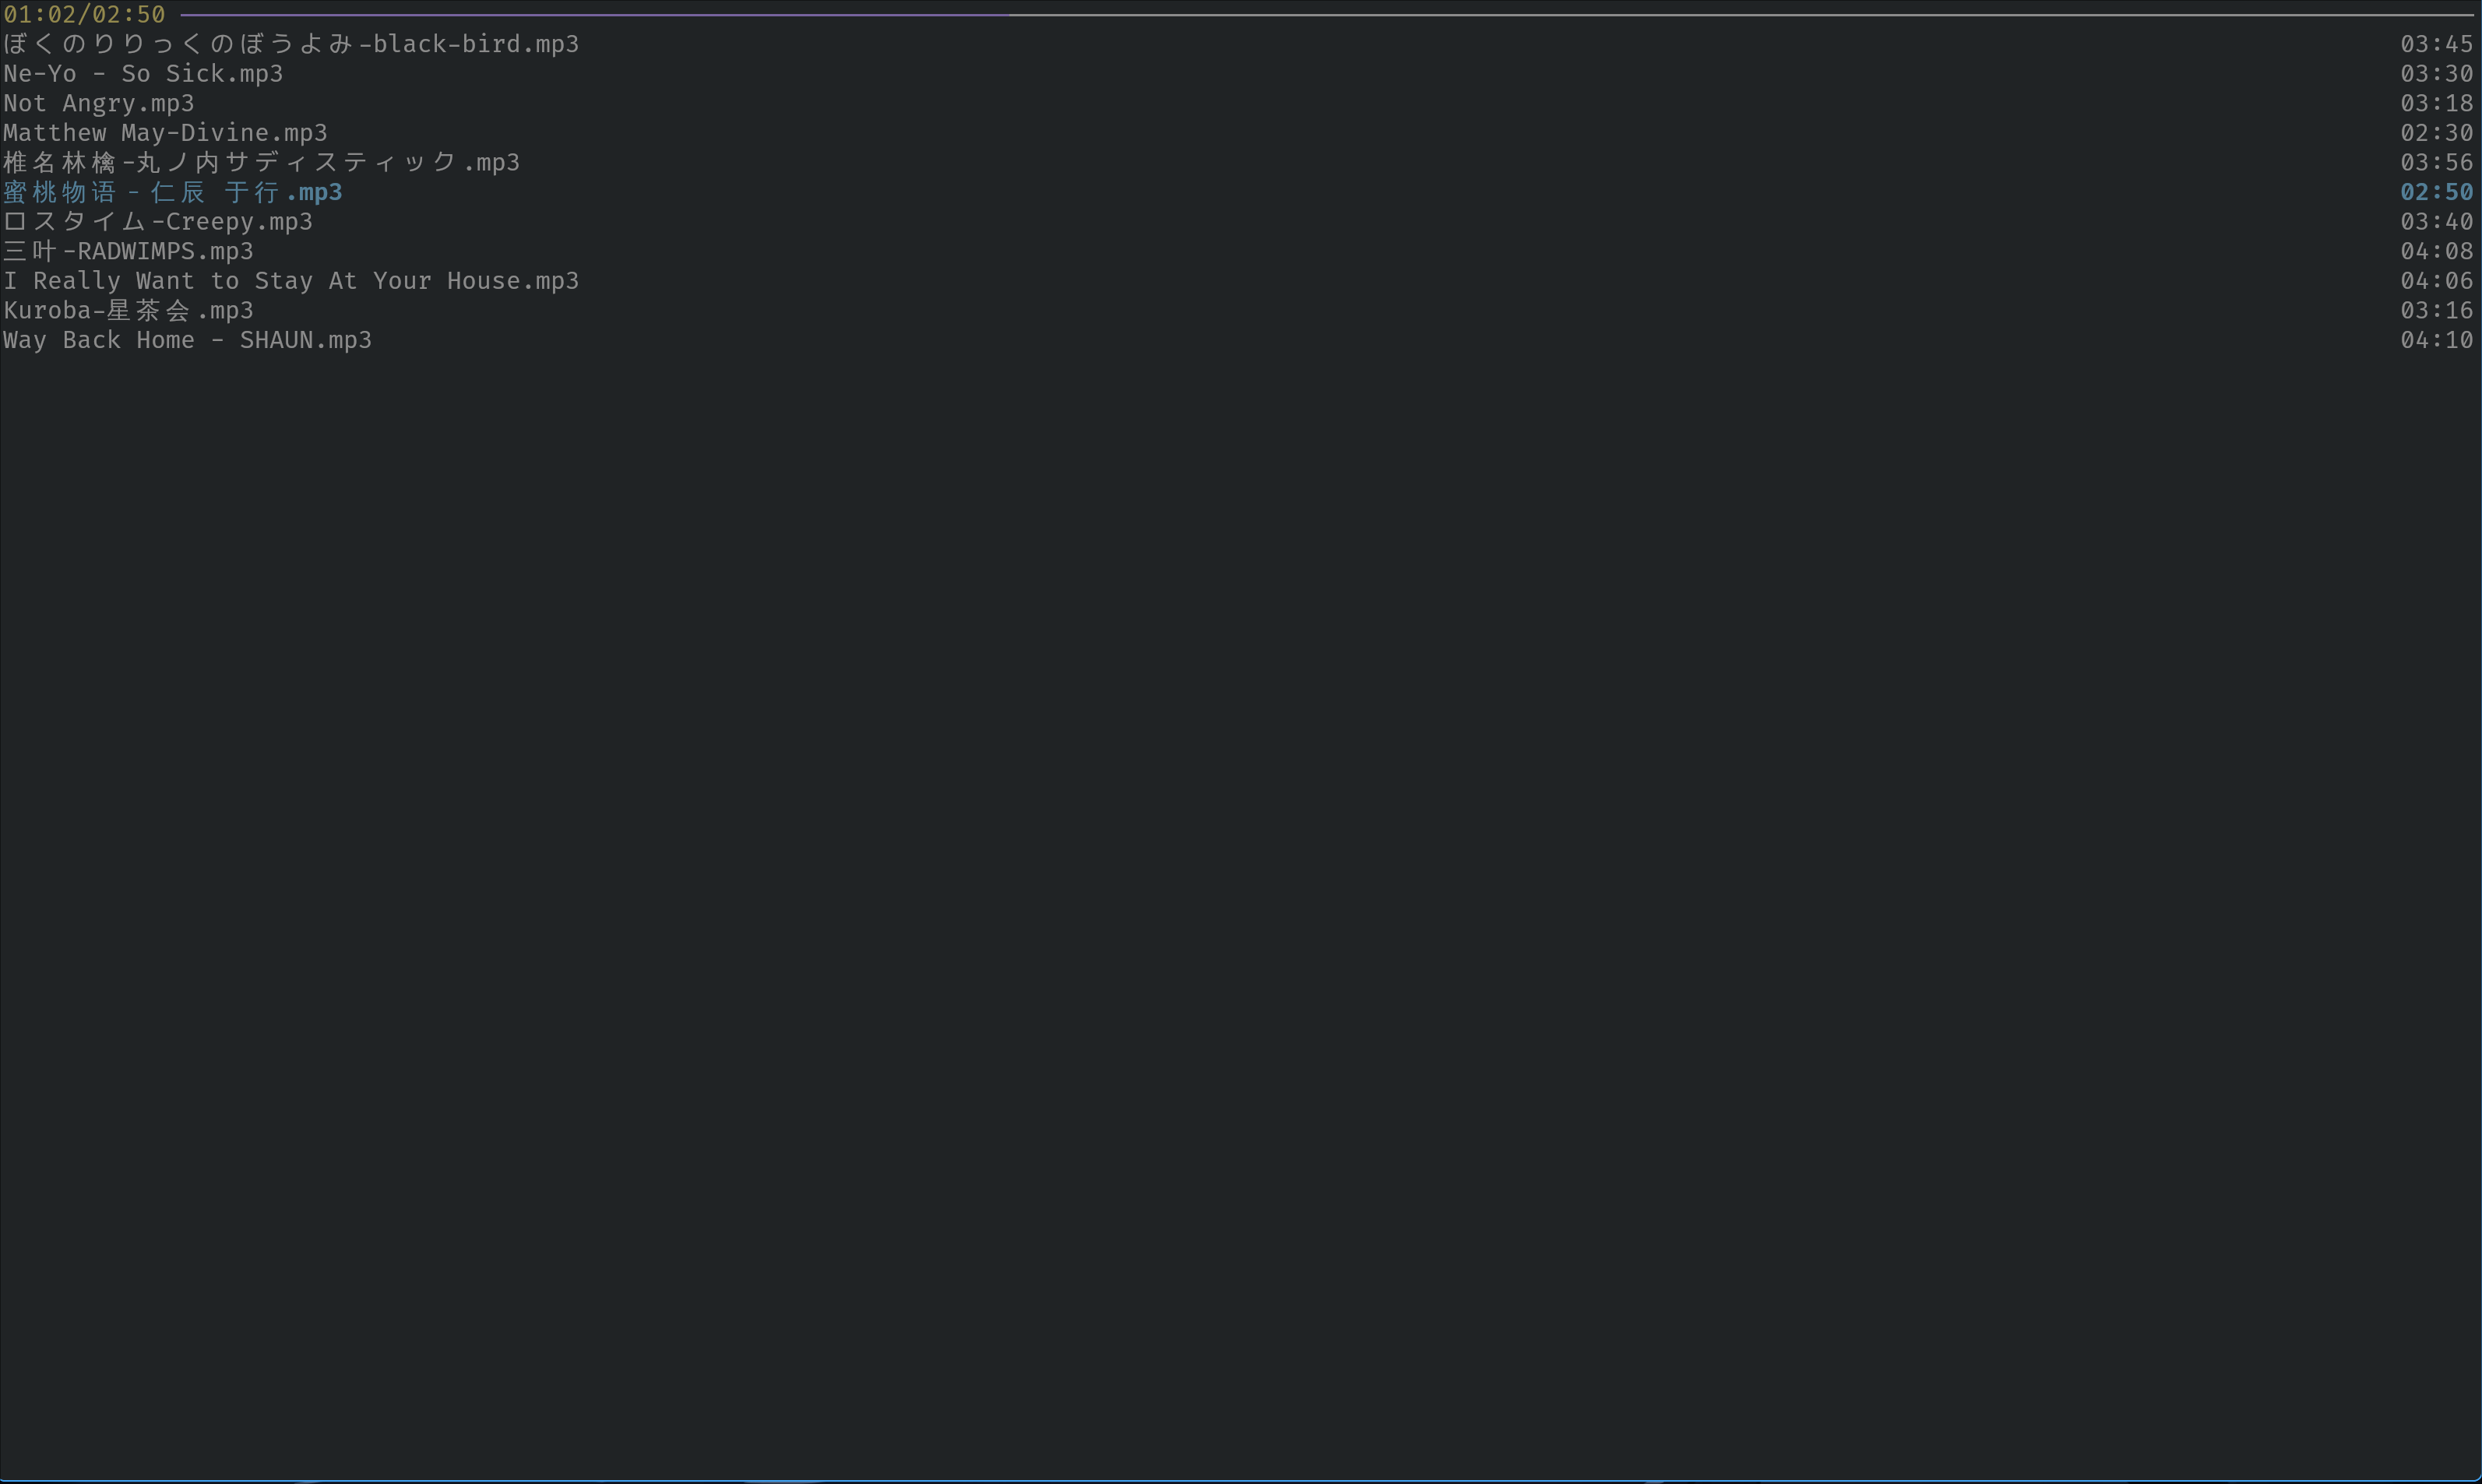 01:02/02:50
ぼくのりりっくのぼうよみ-black-bird.mp3 03:45
Ne-Yo - So Sick.mp3 03:30
Not Angry.mp3 03:18
Matthew May-Divine.mp3 02:30
椎名林檎-丸ノ内サディスティック.mp3 03:56
蜜桃物语 - 仁辰 于行.mp3 02:50
ロスタイム-Creepy.mp3 03:40
三叶-RADWIMPS.mp3 04:08
I Really Want to Stay At Your House.mp3 04:06
Kuroba-星茶会.mp3 03:16
Way Back Home - SHAUN.mp3 04:10